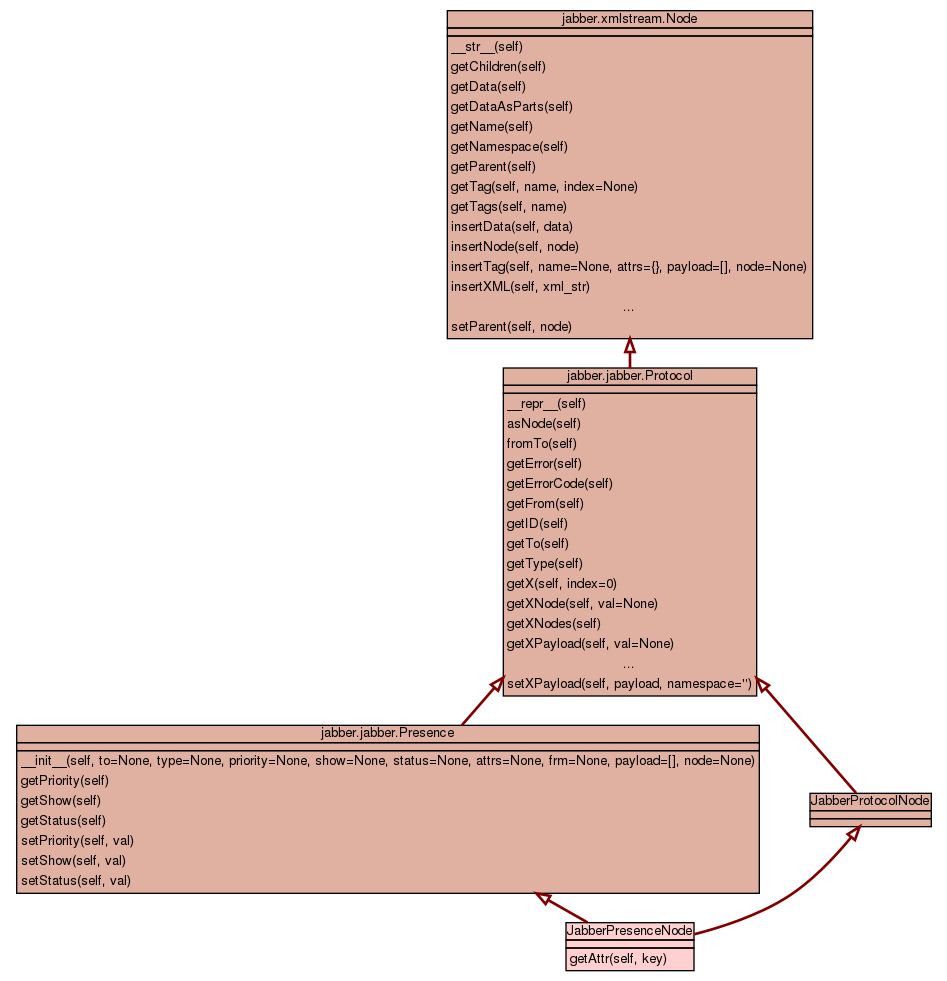 jabber.xmlstream.Node
__str__(self)
getChildren(self)
getData(self)
getDataAsParts(self)
getName(self)
getNamespace(self)
getParent(self)
getTag(self, name, index=None)
getTags(self, name)
insertData(self, data)
insertNode(self, node)
insertTag(self, name=None, attrs={}, payload=[], node=None)
insertXML(self, xml_str)
...
setParent(self, node)
jabber.jabber.Protocol
__repr__(self)
asNode(self)
fromTo(self)
getError(self)
getErrorCode(self)
getFrom(self)
getID(self)
getTo(self)
getType(self)
getX(self, index=0)
getXNode(self, val=None)
getXNodes(self)
getXPayload(self, val=None)
...
setXPayload(self, payload, namespace='')
jabber.jabber.Presence
__init__(self, to=None, type=None, priority=None, show=None, status=None, attrs=None, frm=None, payload=[], node=None)
getPriority(self)
getShow(self)
getStatus(self)
setPriority(self, val)
setShow(self, val)
setStatus(self, val)
JabberProtocolNode
JabberPresenceNode
getAttr(self, key)